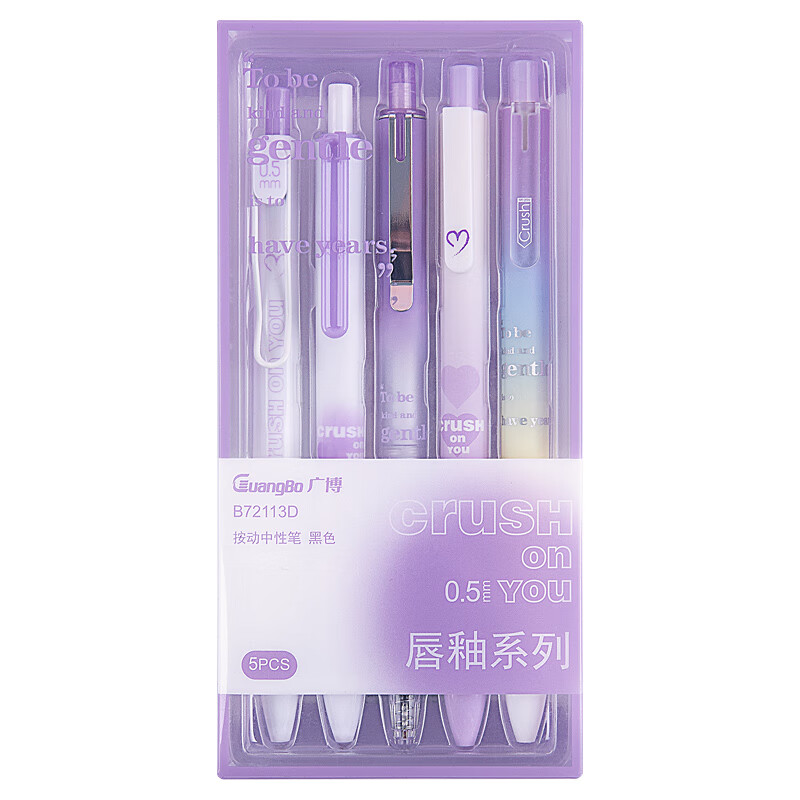 “To be
kind and
gentle
is to
have years.”
0.5
mm
CRUSH ON YOU
crush
on
YOU
“To be
kind and
gentle
crush
on
YOU
Crush
To be
kind and
gentle
have years
GuangBo 广博
B72113D
按动中性笔 黑色
5PCS
crush
on
0.5mm YOU
唇釉系列